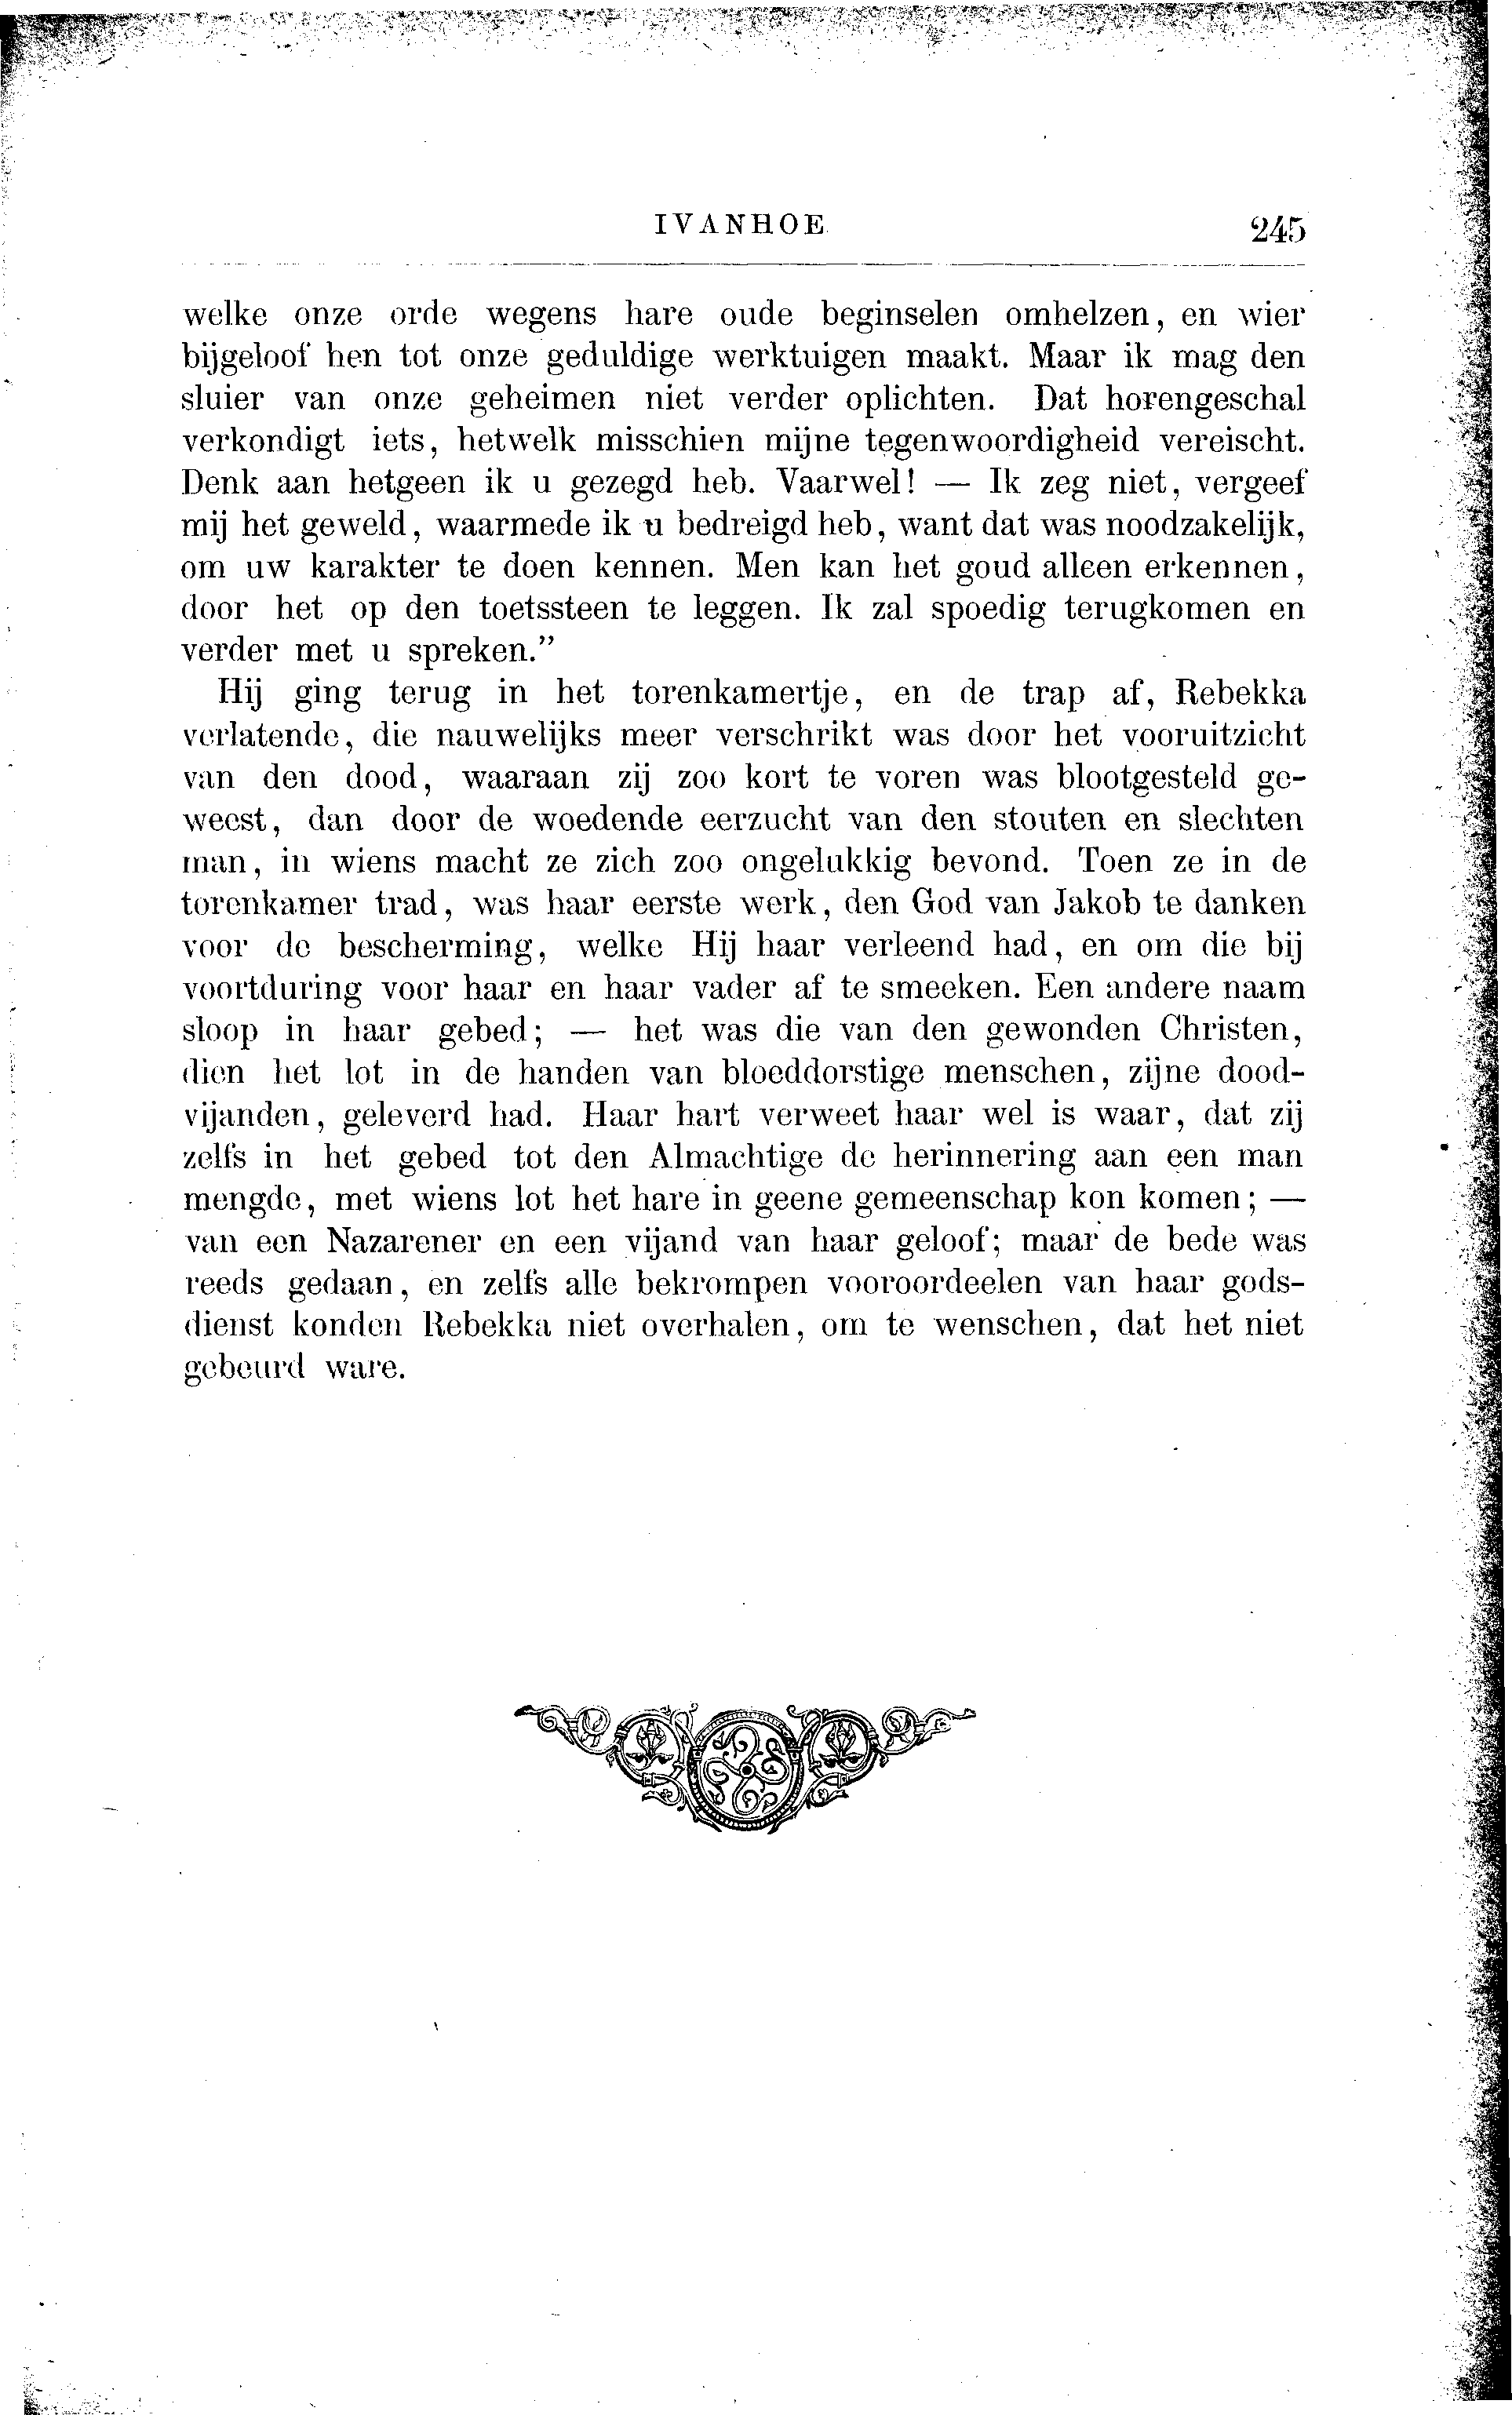 IVANHOE
245
welke onze orde wegens hare oude beginselen omhelzen, en wier
bijgeloof hen tot onze geduldige werktuigen maakt. Maar ik mag den
sluier van onze geheimen niet verder oplichten. Dat horengeschal
verkondigt iets, hetwelk misschien mijne tegenwoordigheid vereischt.
Denk aan hetgeen ik u gezegd heb. Vaarwel! — Ik zeg niet, vergeef
mij het geweld, waarmede ik u bedreigd heb, want dat was noodzakelijk,
om uw karakter te doen kennen. Men kan het goud alleen erkennen,
door het op den toetssteen te leggen. Ik zal spoedig terugkomen en
verder met u spreken.”
Hij ging terug in het torenkamertje, en de trap af, Rebekka
verlatende, die nauwelijks meer verschrikt was door het vooruitzicht
van den dood, waaraan zij zoo kort te voren was blootgesteld ge-
weest, dan door de woedende eerzucht van den stouten en slechten
man, in wiens macht ze zich zoo ongelukkig bevond. Toen ze in de
torenkamer trad, was haar eerste werk, den God van Jakob te danken
voor de bescherming, welke Hij haar verleend had, en om die bij
voortduring voor haar en haar vader af te smeeken. Een andere naam
sloop in haar gebed; — het was die van den gewonden Christen,
dien het lot in de handen van bloeddorstige menschen, zijne dood-
vijanden, geleverd had. Haar hart verweet haar wel is waar, dat zij
zelfs in het gebed tot den Almachtige de herinnering aan een man
mengde, met wiens lot het hare in geene gemeenschap kon komen; —
van een Nazarener en een vijand van haar geloof; maar de bede was
reeds gedaan, en zelfs alle bekrompen vooroordeelen van haar gods-
dienst konden Rebekka niet overhalen, om te wenschen, dat het niet
gebeurd ware.